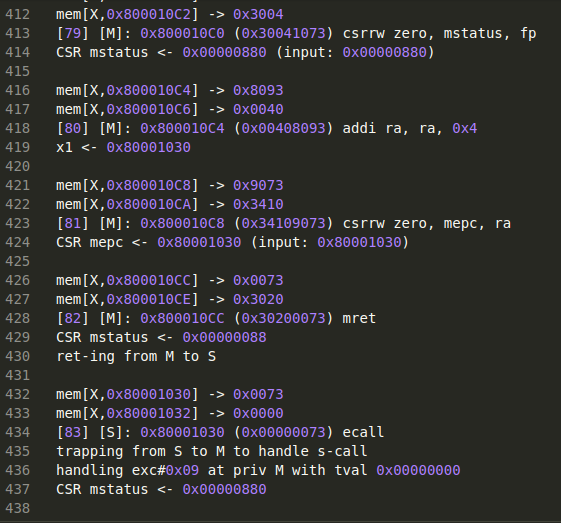 412 mem[X,0x800010C2] -> 0x3004
413 [79] [M]: 0x800010C0 (0x30041073) csrrw zero, mstatus, fp
414 CSR mstatus <- 0x00000880 (input: 0x00000880)
415
416 mem[X,0x800010C4] -> 0x8093
417 mem[X,0x800010C6] -> 0x0040
418 [80] [M]: 0x800010C4 (0x00408093) addi ra, ra, 0x4
419 x1 <- 0x80001030
420
421 mem[X,0x800010C8] -> 0x9073
422 mem[X,0x800010CA] -> 0x3410
423 [81] [M]: 0x800010C8 (0x34109073) csrrw zero, mepc, ra
424 CSR mepc <- 0x80001030 (input: 0x80001030)
425
426 mem[X,0x800010CC] -> 0x0073
427 mem[X,0x800010CE] -> 0x3020
428 [82] [M]: 0x800010CC (0x30200073) mret
429 CSR mstatus <- 0x00000088
430 ret-ing from M to S
431
432 mem[X,0x80001030] -> 0x0073
433 mem[X,0x80001032] -> 0x0000
434 [83] [S]: 0x80001030 (0x00000073) ecall
435 trapping from S to M to handle s-call
436 handling exc#0x09 at priv M with tval 0x00000000
437 CSR mstatus <- 0x00000880
438